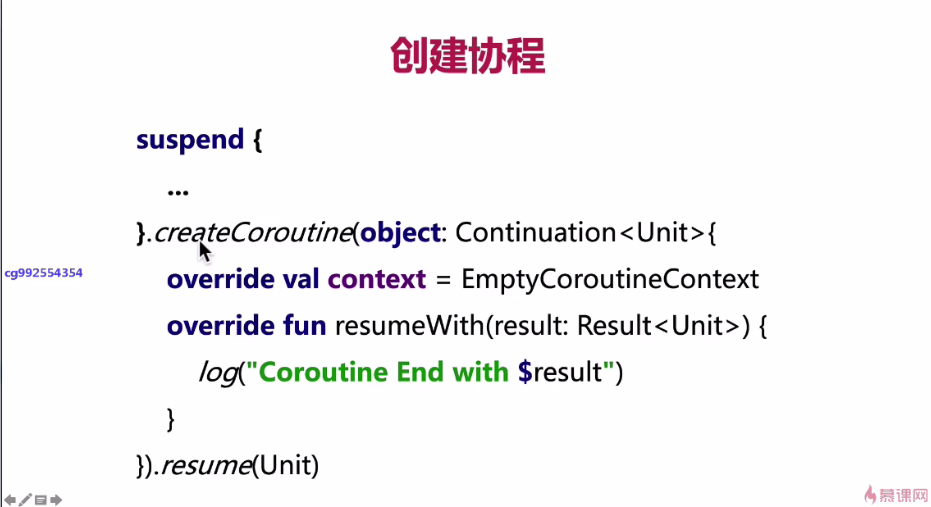 创建协程
suspend {
...
}.createCoroutine(object: Continuation<Unit>{
cg992554354
override val context = EmptyCoroutineContext
override fun resumeWith(result: Result<Unit>) {
log("Coroutine End with $result")
}
}).resume(Unit)
慕课网